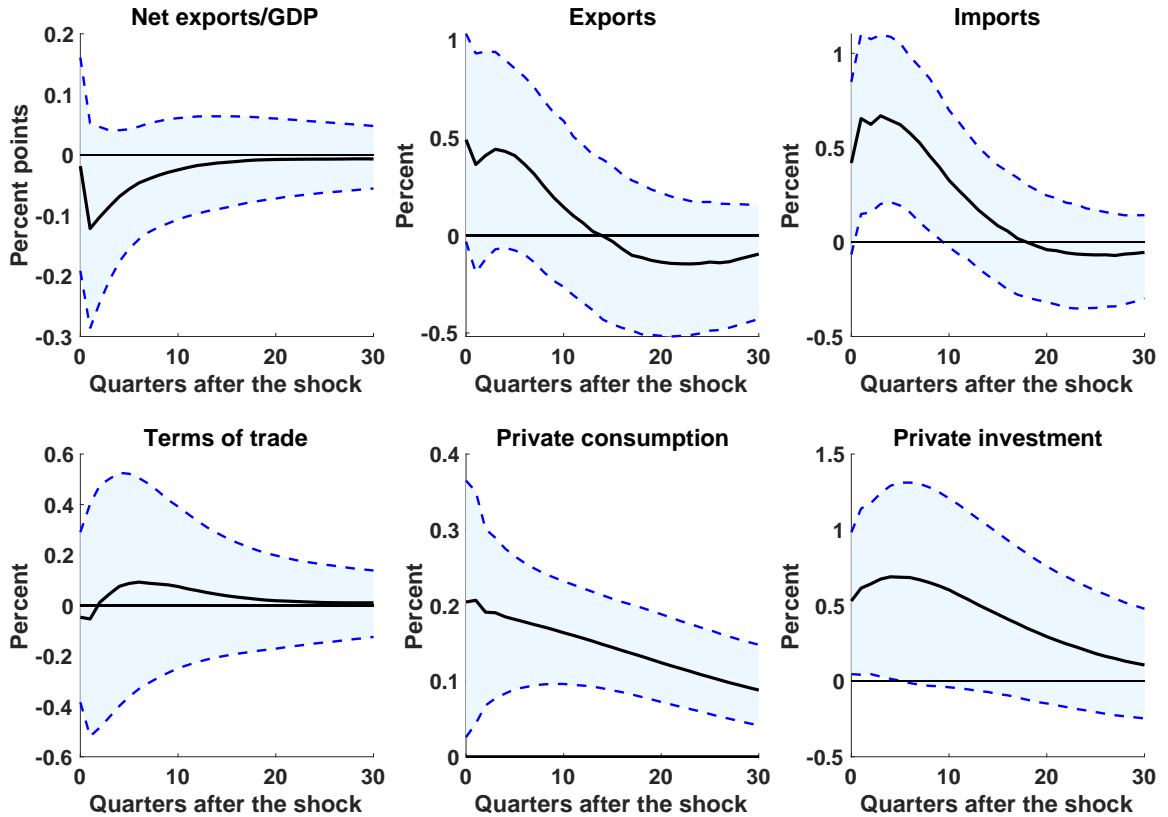 Net exports/GDP
Exports
Imports
0.2
0.1
0
-0.1
-0.2
-0.3
Percent points
0 10 20 30
Quarters after the shock
1
0.5
0
-0.5
Percent
0 10 20 30
Quarters after the shock
1
0.5
0
-0.5
Percent
0 10 20 30
Quarters after the shock
Terms of trade
Private consumption
Private investment
0.6
0.4
0.2
0
-0.2
-0.4
-0.6
Percent
0 10 20 30
Quarters after the shock
0.4
0.3
0.2
0.1
0
Percent
0 10 20 30
Quarters after the shock
1.5
1
0.5
0
-0.5
Percent
0 10 20 30
Quarters after the shock